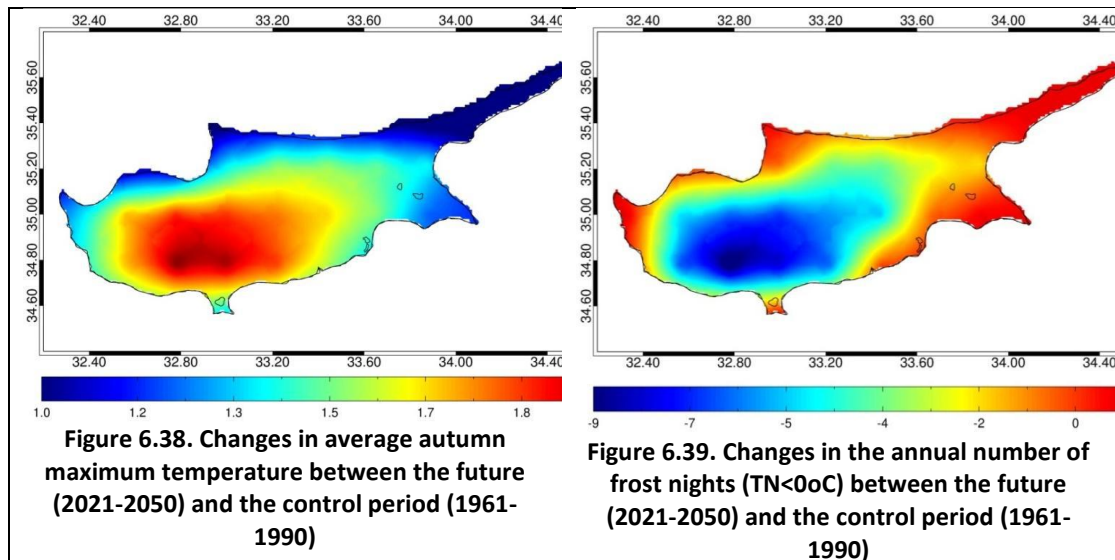 32.40 32.80 33.20 33.60 34.00 34.40
35.60
35.40
35.20
35.00
34.80
34.60
32.40 32.80 33.20 33.60 34.00 34.40
1.0 1.2 1.3 1.5 1.7 1.8
Figure 6.38. Changes in average autumn
maximum temperature between the future
(2021-2050) and the control period (1961-
1990)
32.40 32.80 33.20 33.60 34.00 34.40
35.60
35.40
35.20
35.00
34.80
34.60
32.40 32.80 33.20 33.60 34.00 34.40
-9 -7 -6 -4 -2 0
Figure 6.39. Changes in the annual number of
frost nights (TN<0oC) between the future
(2021-2050) and the control period (1961-
1990)